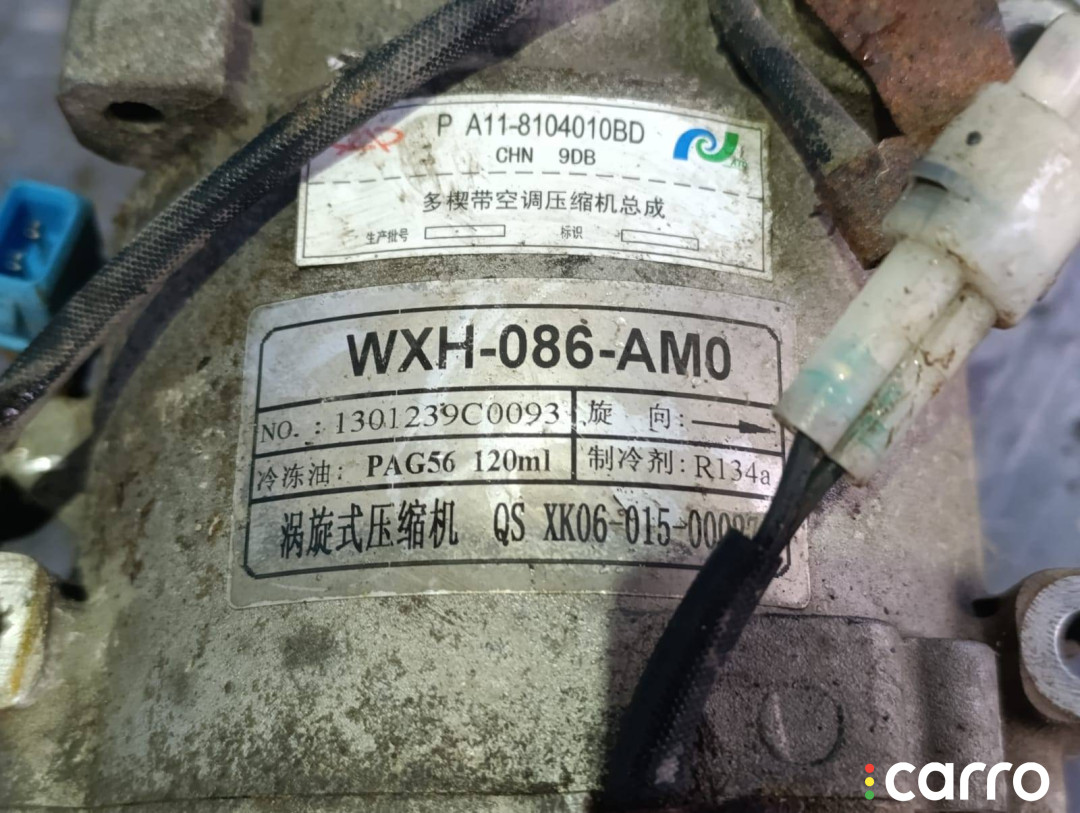 P A11-8104010BD
CHN 9DB
多楔带空调压缩机总成
生产批号 标识
WXH-086-AM0
NO.: 1301239C0093 旋 向:
冷冻油: PAG56 120ml 制冷剂: R134a
涡旋式压缩机 QS XK06-015-
carro